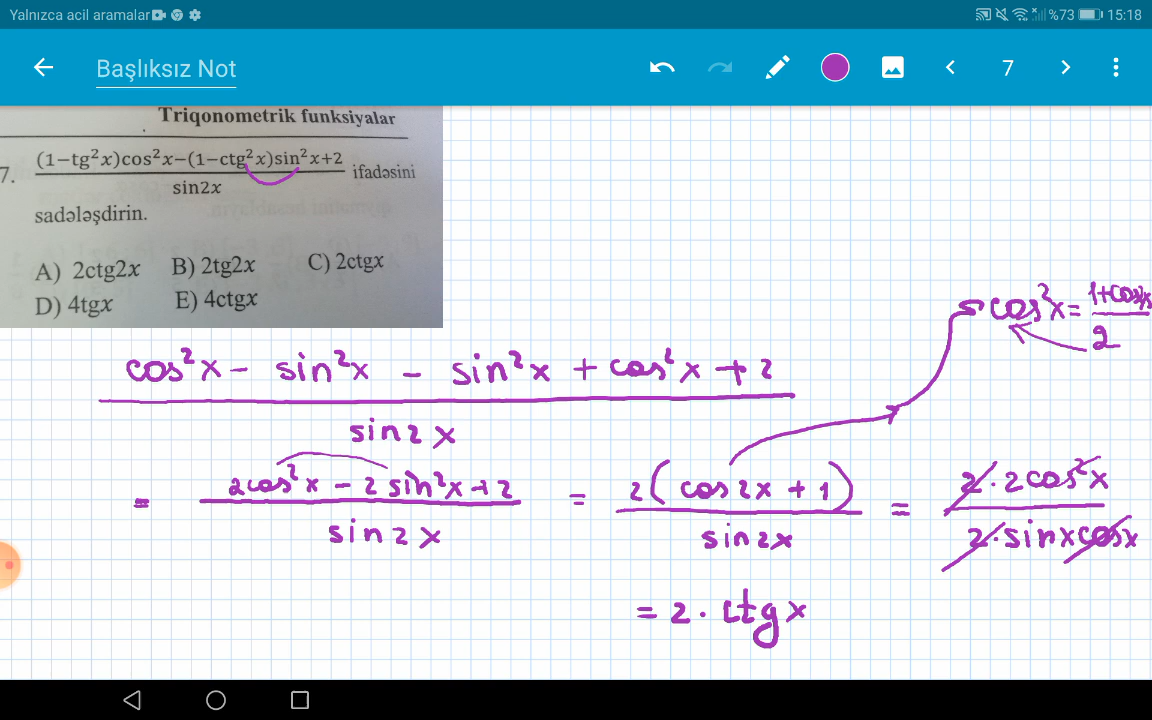 Yalnızca acil aramalar %73 15:18
Başlıksız Not 7
Triqonometrik funksiyalar
7. (1−tg²x)cos²x−(1−ctg²x)sin²x+2 / sin2x ifadəsini
sadələşdirin.
A) 2ctg2x B) 2tg2x C) 2ctgx
D) 4tgx E) 4ctgx
cos²x = 1+cos2x / 2
cos²x − sin²x − sin²x + cos²x + 2 / sin2x
= 2cos²x − 2sin²x + 2 / sin2x = 2(cos2x + 1) / sin2x = 2·2cos²x / 2·sinxcosx
= 2·ctgx